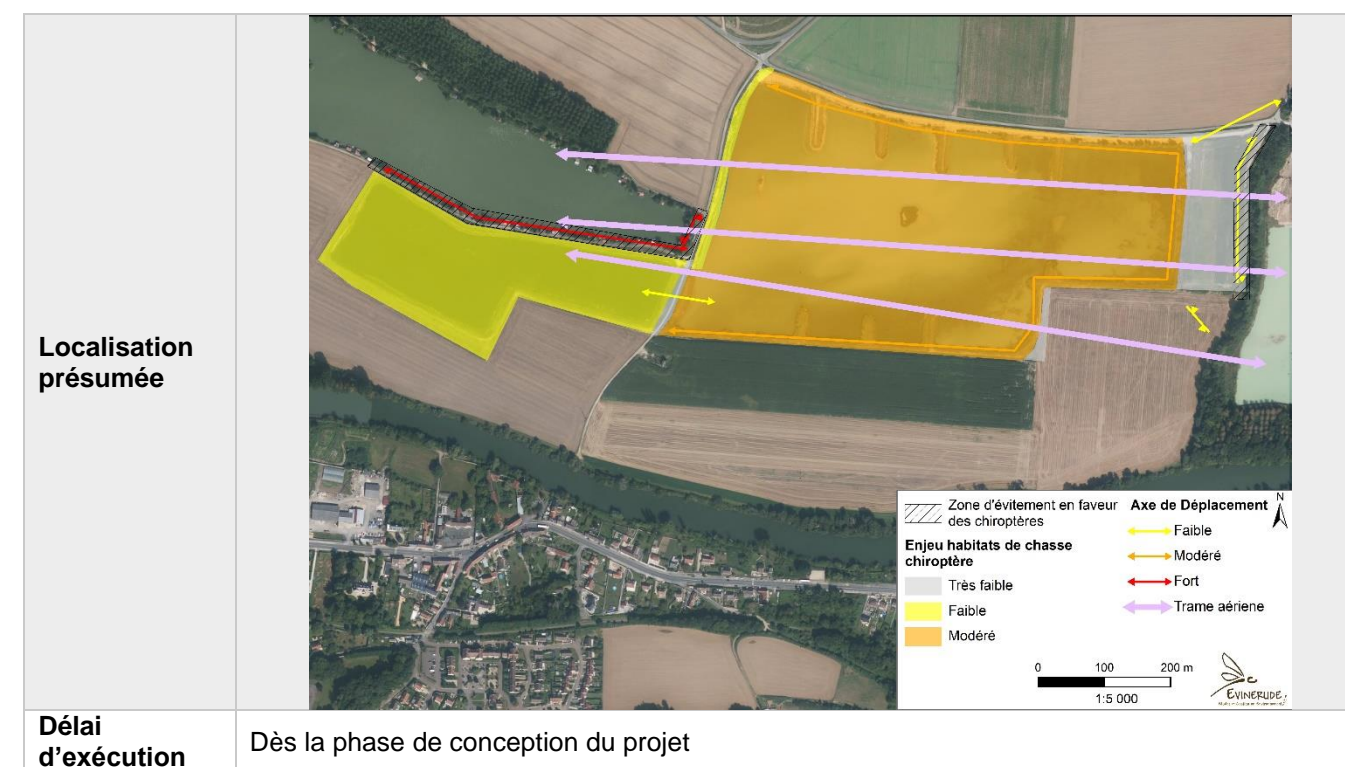 Localisation
présumée
Zone d'évitement en faveur
des chiroptères
Enjeu habitats de chasse
chiroptère
Très faible
Faible
Modéré
Axe de Déplacement
Faible
Modéré
Fort
Trame aériene
N
0 100 200 m
1:5 000
EVINERUDE
Délai
d'exécution
Dès la phase de conception du projet